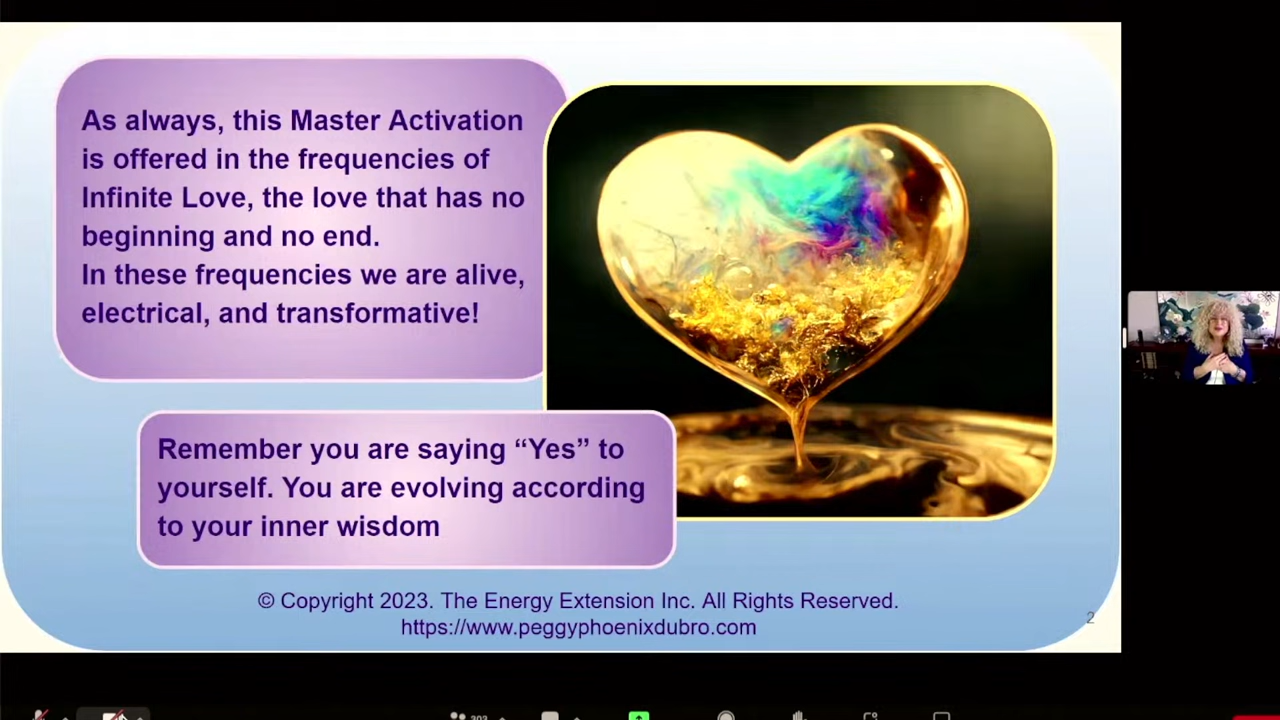 As always, this Master Activation
is offered in the frequencies of
Infinite Love, the love that has no
beginning and no end.
In these frequencies we are alive,
electrical, and transformative!
Remember you are saying “Yes” to
yourself. You are evolving according
to your inner wisdom
© Copyright 2023. The Energy Extension Inc. All Rights Reserved.
https://www.peggyphoenixdubro.com
2